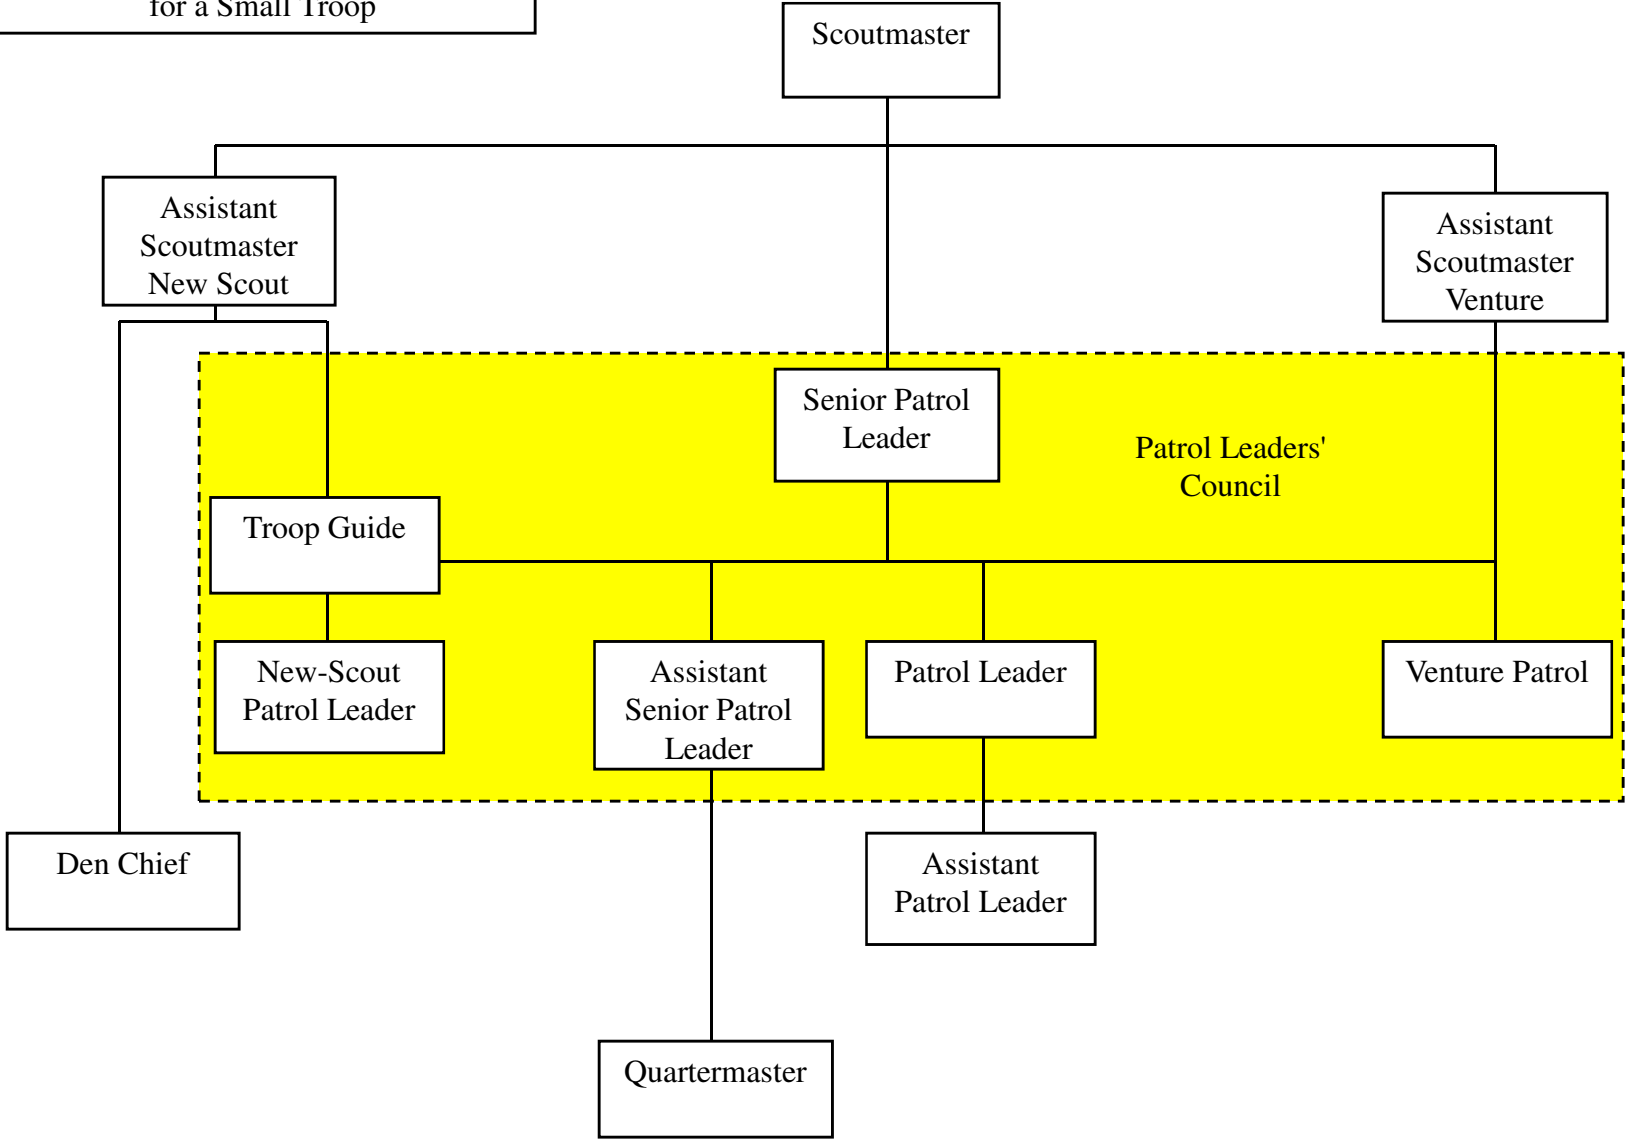 for a Small Troop
Scoutmaster
Assistant
Scoutmaster
New Scout
Assistant
Scoutmaster
Venture
Senior Patrol
Leader
Patrol Leaders'
Council
Troop Guide
New-Scout
Patrol Leader
Assistant
Senior Patrol
Leader
Patrol Leader
Venture Patrol
Den Chief
Assistant
Patrol Leader
Quartermaster